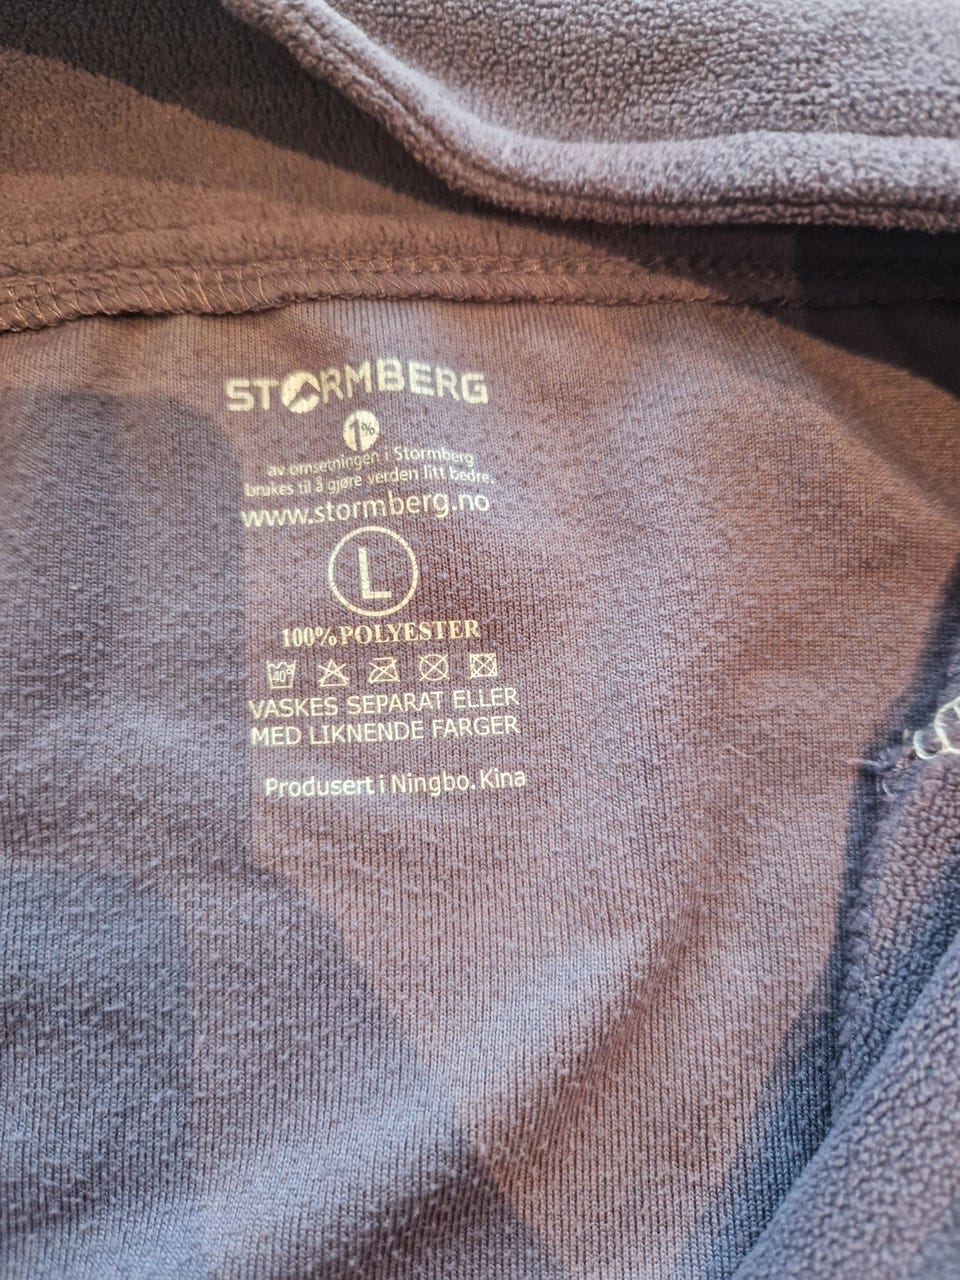 STORMBERG
1%
av omsetningen i Stormberg
brukes til å gjøre verden litt bedre.
www.stormberg.no
L
100%POLYESTER
40°
VASKES SEPARAT ELLER
MED LIKNENDE FARGER
Produsert i Ningbo. Kina